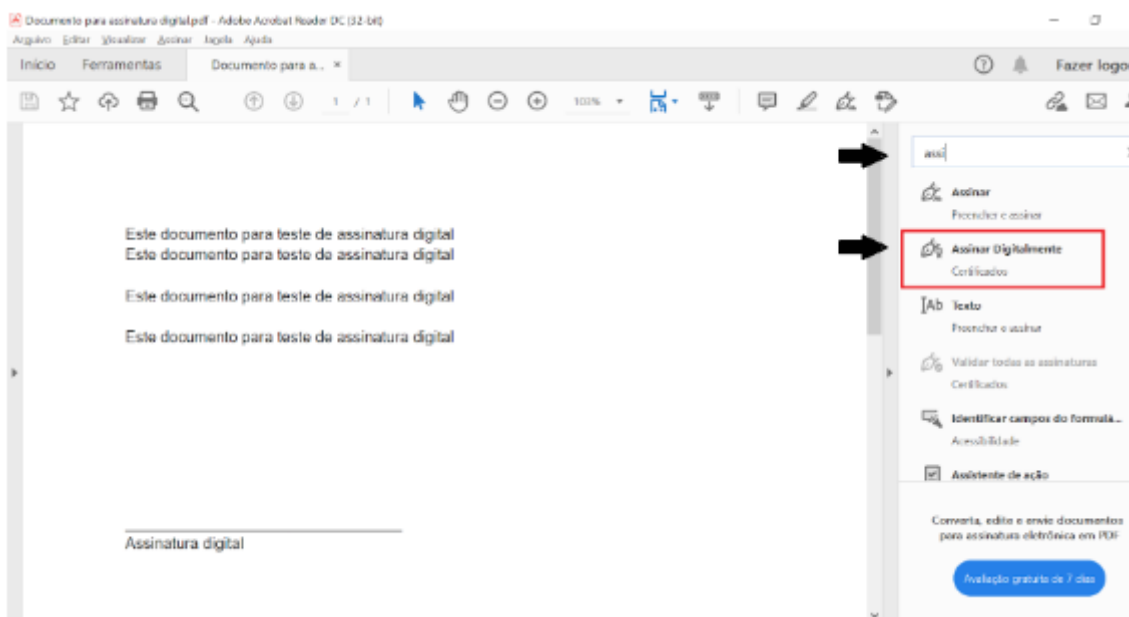 Documento para assinatura digital.pdf - Adobe Acrobat Reader DC (32-bit)
Arquivo Editar Visualizar Assinar Janela Ajuda
Início Ferramentas Documento para a... × Fazer logo
1 / 1 103%
Este documento para teste de assinatura digital
Este documento para teste de assinatura digital
Este documento para teste de assinatura digital
Este documento para teste de assinatura digital
Assinatura digital
assi
Assinar
Preencher e assinar
Assinar Digitalmente
Certificados
Ab Texto
Preencher e assinar
Validar todas as assinaturas
Certificados
Identificar campos do formulá...
Acessibilidade
Assistente de ação
Converta, edite e envie documentos
para assinatura eletrônica em PDF
Avaliação gratuita de 7 dias